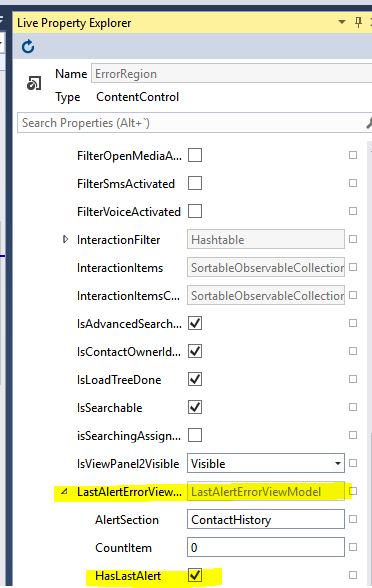 Live Property Explorer
Name ErrorRegion
Type ContentControl
Search Properties (Alt+`)
FilterOpenMediaA...
FilterSmsActivated
FilterVoiceActivated
InteractionFilter Hashtable
InteractionItems SortableObservableCollection
InteractionItemsC... SortableObservableCollection
IsAdvancedSearch...
IsContactOwnerId...
IsLoadTreeDone
IsSearchable
isSearchingAssign...
IsViewPanel2Visible Visible
LastAlertErrorView... LastAlertErrorViewModel
AlertSection ContactHistory
CountItem 0
HasLastAlert